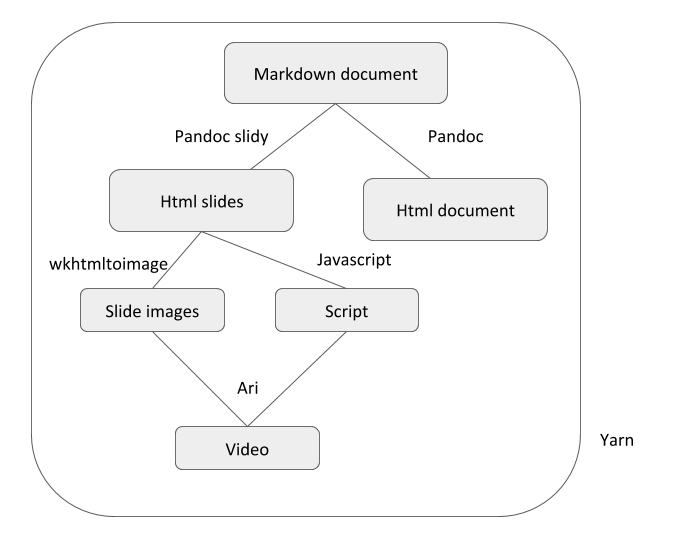 Markdown document
Pandoc slidy
Pandoc
Html slides
Html document
wkhtmltoimage
Javascript
Slide images
Script
Ari
Video
Yarn